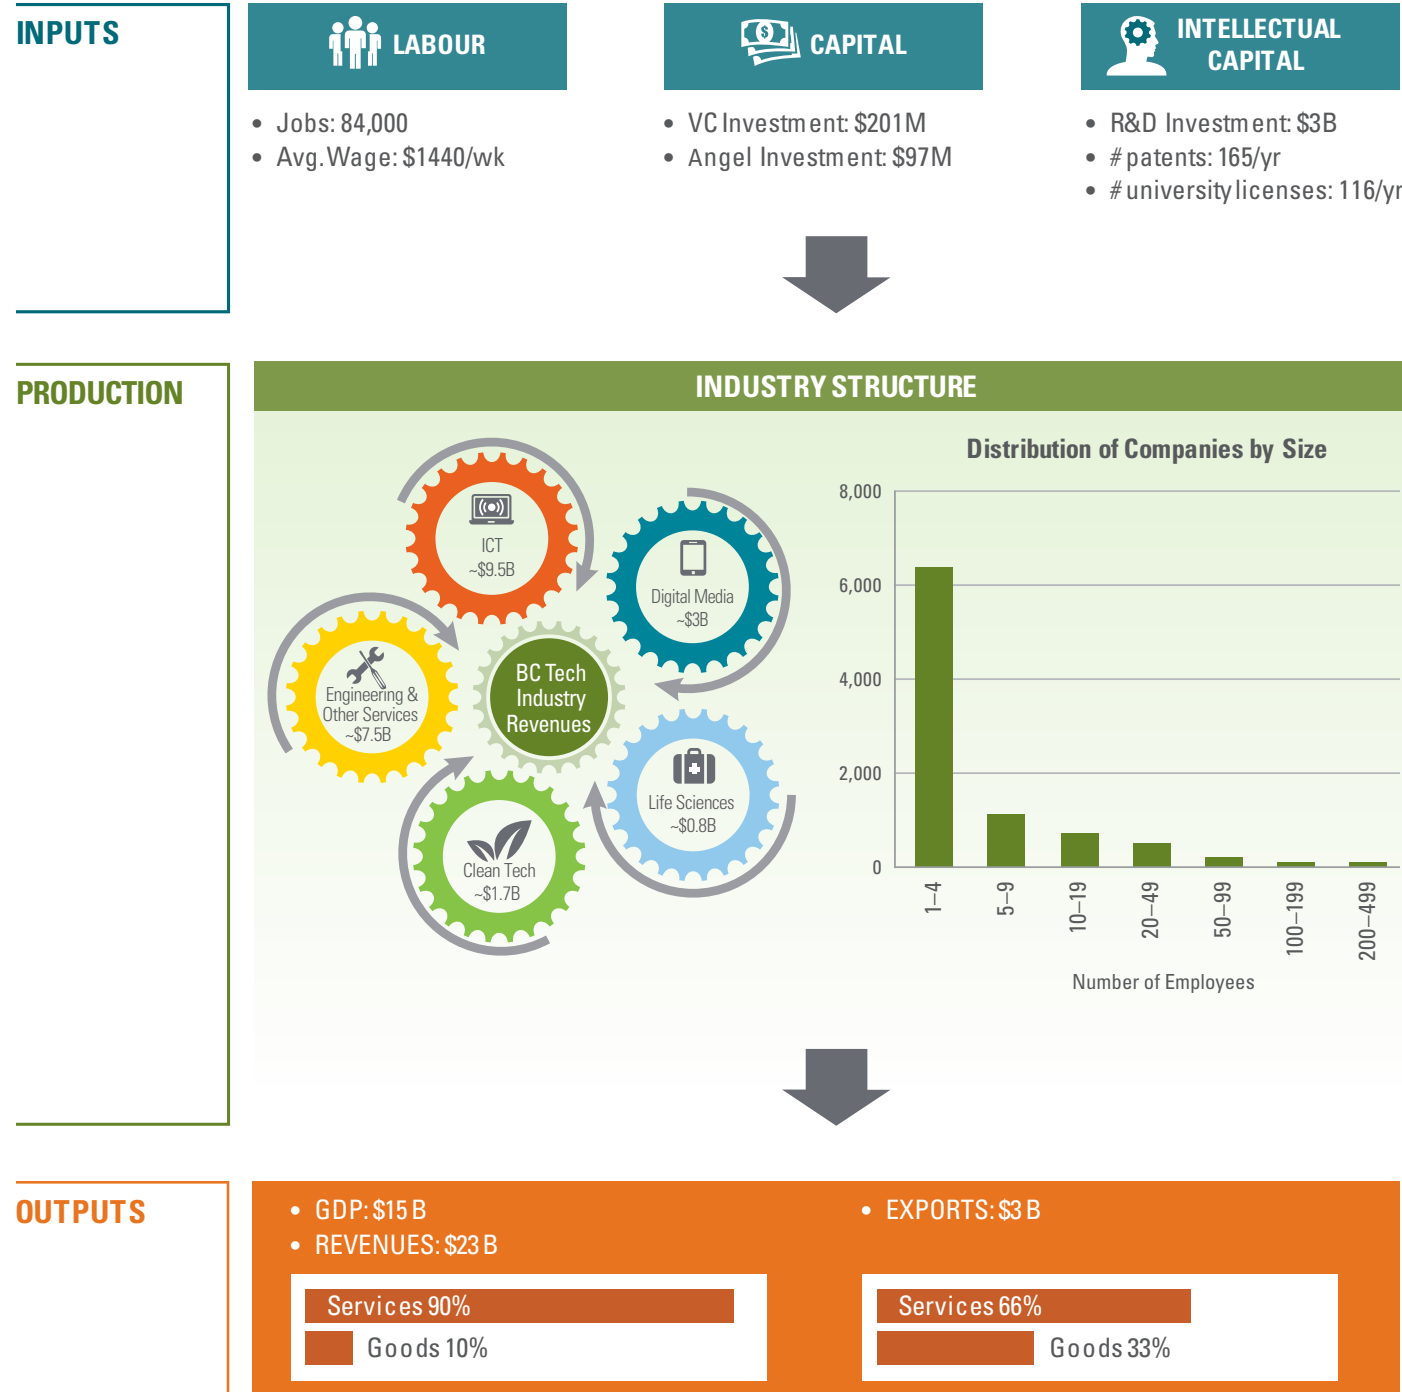 INPUTS
LABOUR
• Jobs: 84,000
• Avg. Wage: $1440/wk
CAPITAL
• VC Investment: $201M
• Angel Investment: $97M
INTELLECTUAL
CAPITAL
• R&D Investment: $3B
• # patents: 165/yr
• # university licenses: 116/yr
PRODUCTION
INDUSTRY STRUCTURE
ICT
~$9.5B
Digital Media
~$3B
Engineering &
Other Services
~$7.5B
BC Tech
Industry
Revenues
Life Sciences
~$0.8B
Clean Tech
~$1.7B
Distribution of Companies by Size
8,000
6,000
4,000
2,000
0
1–4
5–9
10–19
20–49
50–99
100–199
200–499
Number of Employees
OUTPUTS
• GDP: $15 B
• REVENUES: $23 B
Services 90%
Goods 10%
• EXPORTS: $3 B
Services 66%
Goods 33%